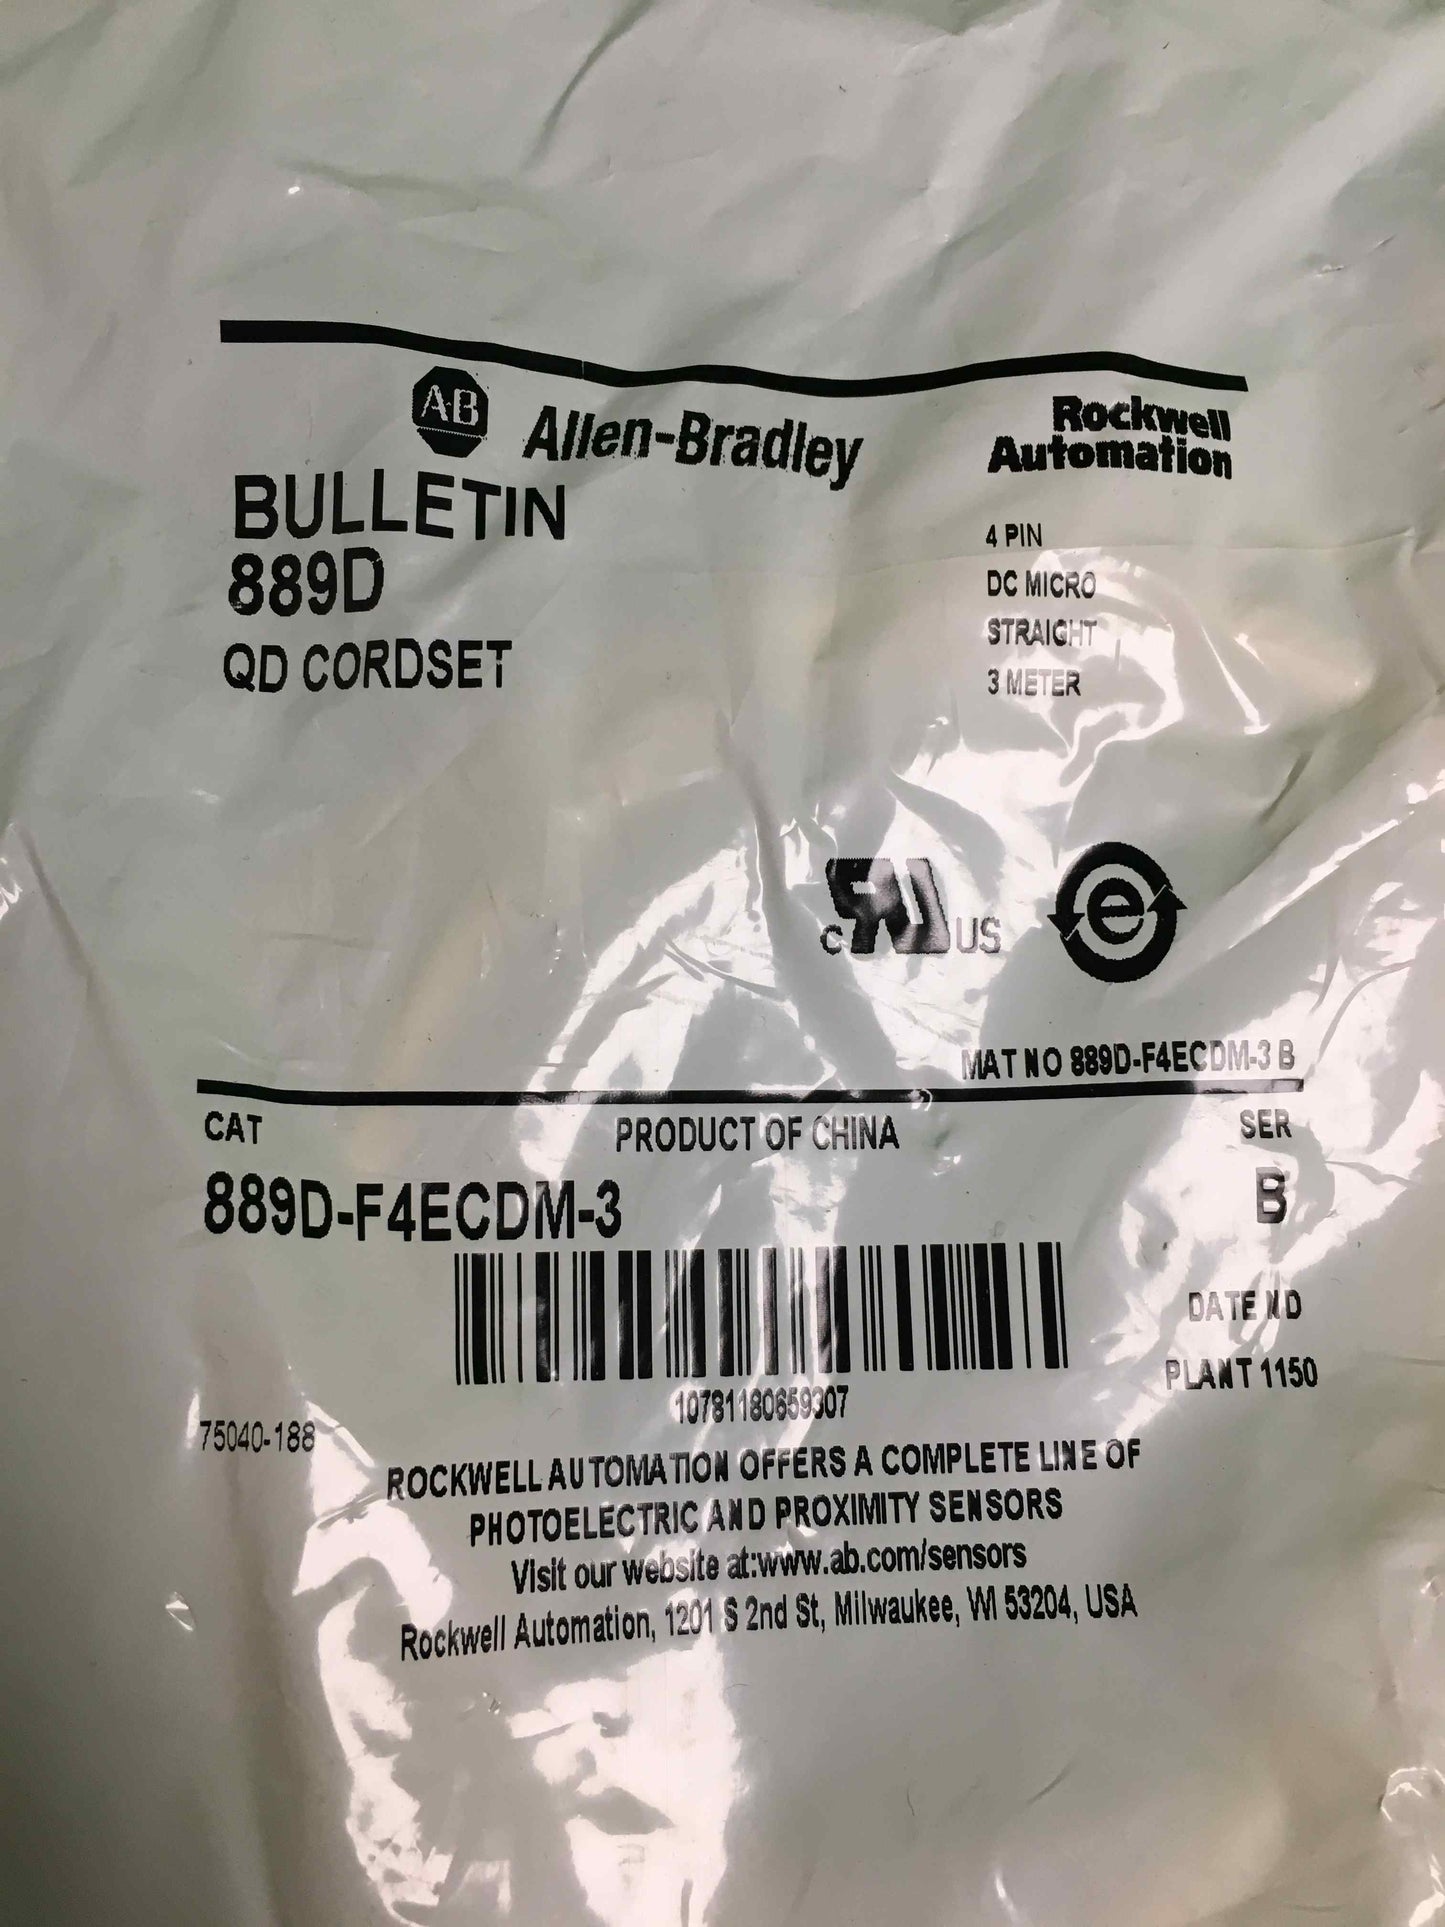 AB Allen-Bradley
Rockwell
Automation
BULLETIN
889D
QD CORDSET
4 PIN
DC MICRO
STRAIGHT
3 METER
c US
e
MAT NO 889D-F4ECDM-3 B
CAT
PRODUCT OF CHINA
SER
889D-F4ECDM-3
B
DATE ND
PLANT 1150
10781180659307
75040-188
ROCKWELL AUTOMATION OFFERS A COMPLETE LINE OF
PHOTOELECTRIC AND PROXIMITY SENSORS
Visit our website at:www.ab.com/sensors
Rockwell Automation, 1201 S 2nd St, Milwaukee, WI 53204, USA